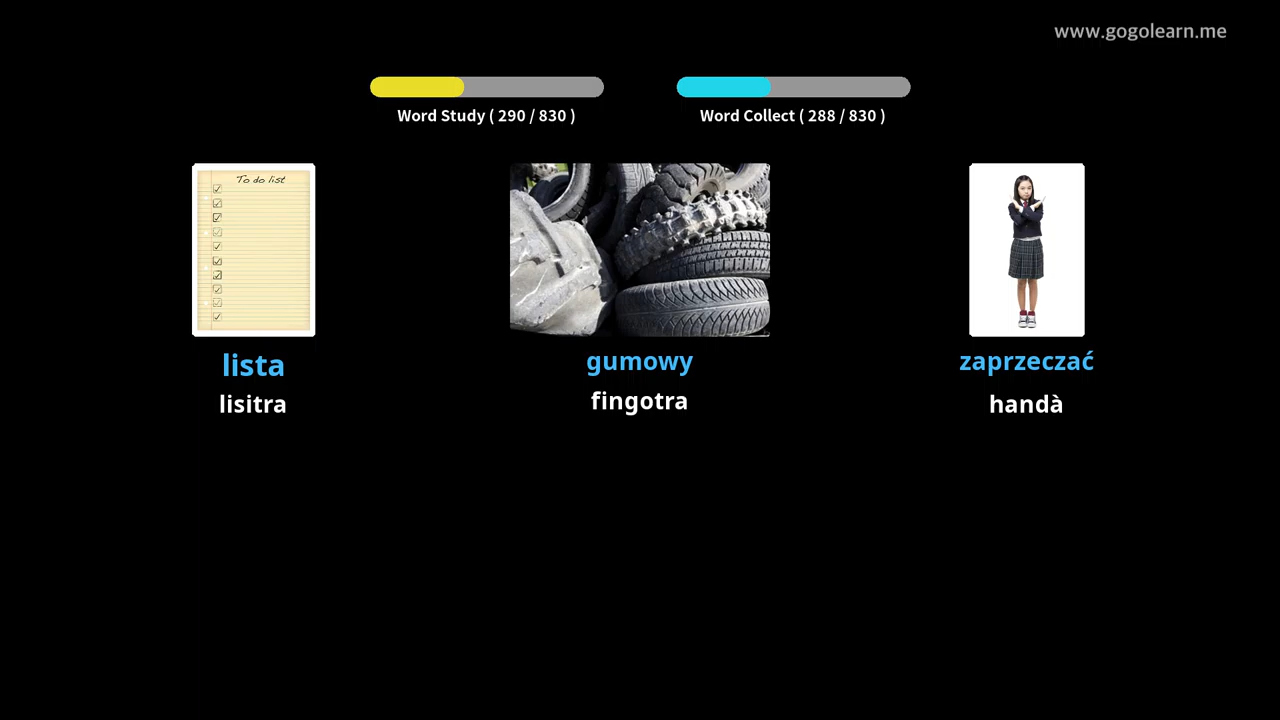 www.gogolearn.me
Word Study ( 290 / 830 )
Word Collect ( 288 / 830 )
To do list
lista
gumowy
zaprzeczać
lisitra
fingotra
handà